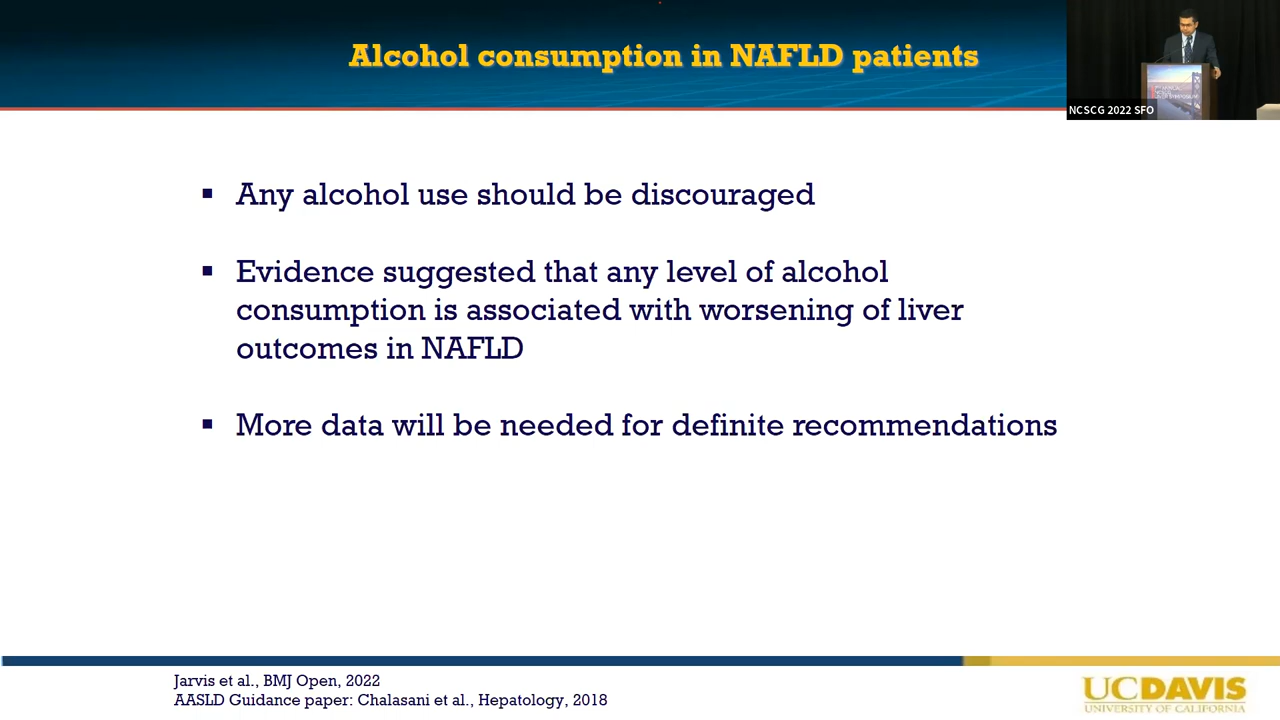 Alcohol consumption in NAFLD patients
NCSCG 2022 SFO
▪ Any alcohol use should be discouraged
▪ Evidence suggested that any level of alcohol
consumption is associated with worsening of liver
outcomes in NAFLD
▪ More data will be needed for definite recommendations
Jarvis et al., BMJ Open, 2022
AASLD Guidance paper: Chalasani et al., Hepatology, 2018
UCDAVIS
UNIVERSITY OF CALIFORNIA